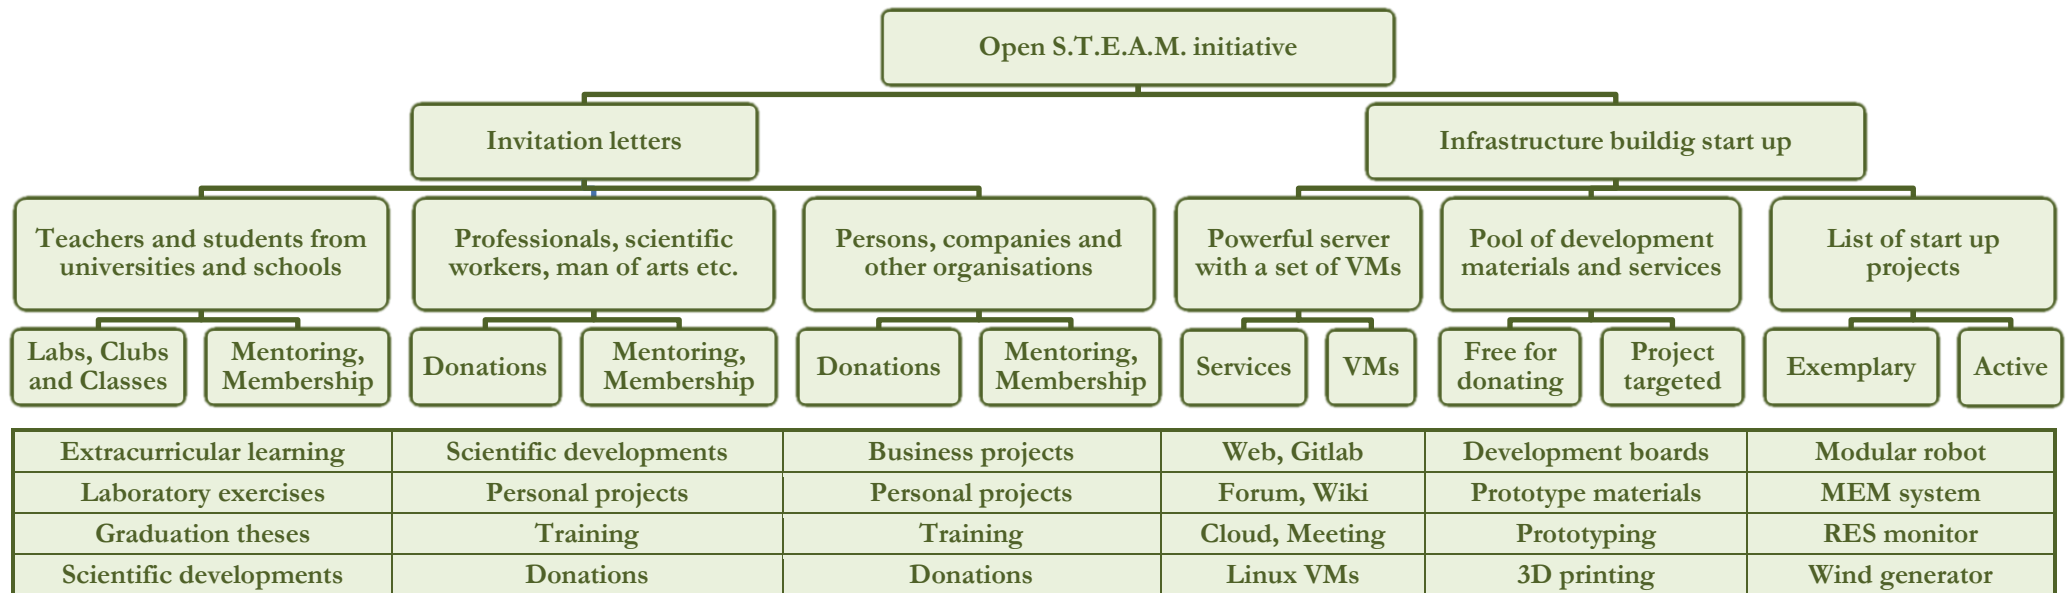 Open S.T.E.A.M. initiative
Invitation letters
Infrastructure buildig start up
Teachers and students from
universities and schools
Professionals, scientific
workers, man of arts etc.
Persons, companies and
other organisations
Powerful server
with a set of VMs
Pool of development
materials and services
List of start up
projects
Labs, Clubs
and Classes
Mentoring,
Membership
Donations
Mentoring,
Membership
Donations
Mentoring,
Membership
Services
VMs
Free for
donating
Project
targeted
Exemplary
Active
Extracurricular learning
Scientific developments
Business projects
Web, Gitlab
Development boards
Modular robot
Laboratory exercises
Personal projects
Personal projects
Forum, Wiki
Prototype materials
MEM system
Graduation theses
Training
Training
Cloud, Meeting
Prototyping
RES monitor
Scientific developments
Donations
Donations
Linux VMs
3D printing
Wind generator